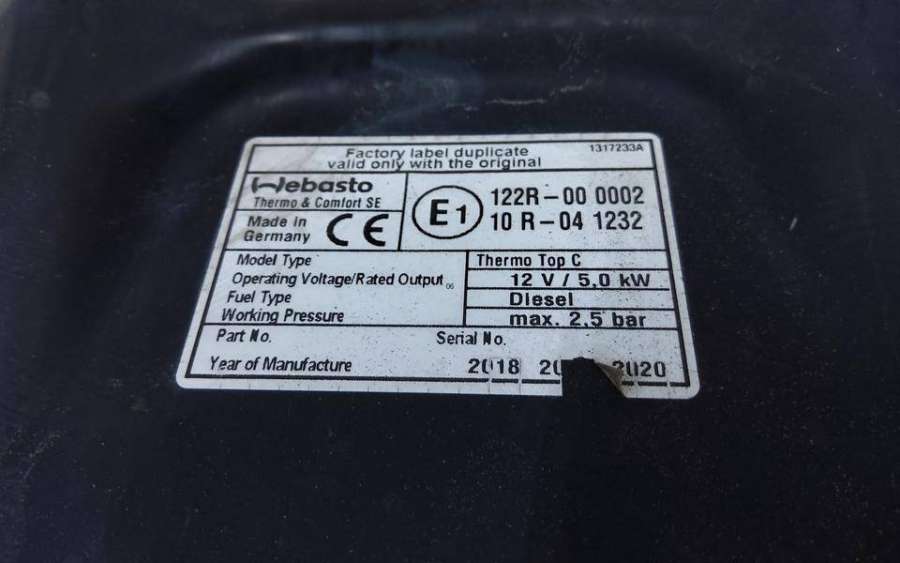 Factory label duplicate
valid only with the original
1317233A
Webasto
Thermo & Comfort SE
Made in
Germany
CE
E1
122R-00 0002
10 R-04 1232
Model Type Thermo Top C
Operating Voltage/Rated Output 06 12 V / 5,0 kW
Fuel Type Diesel
Working Pressure max. 2,5 bar
Part No. Serial No.
Year of Manufacture 2018 2020